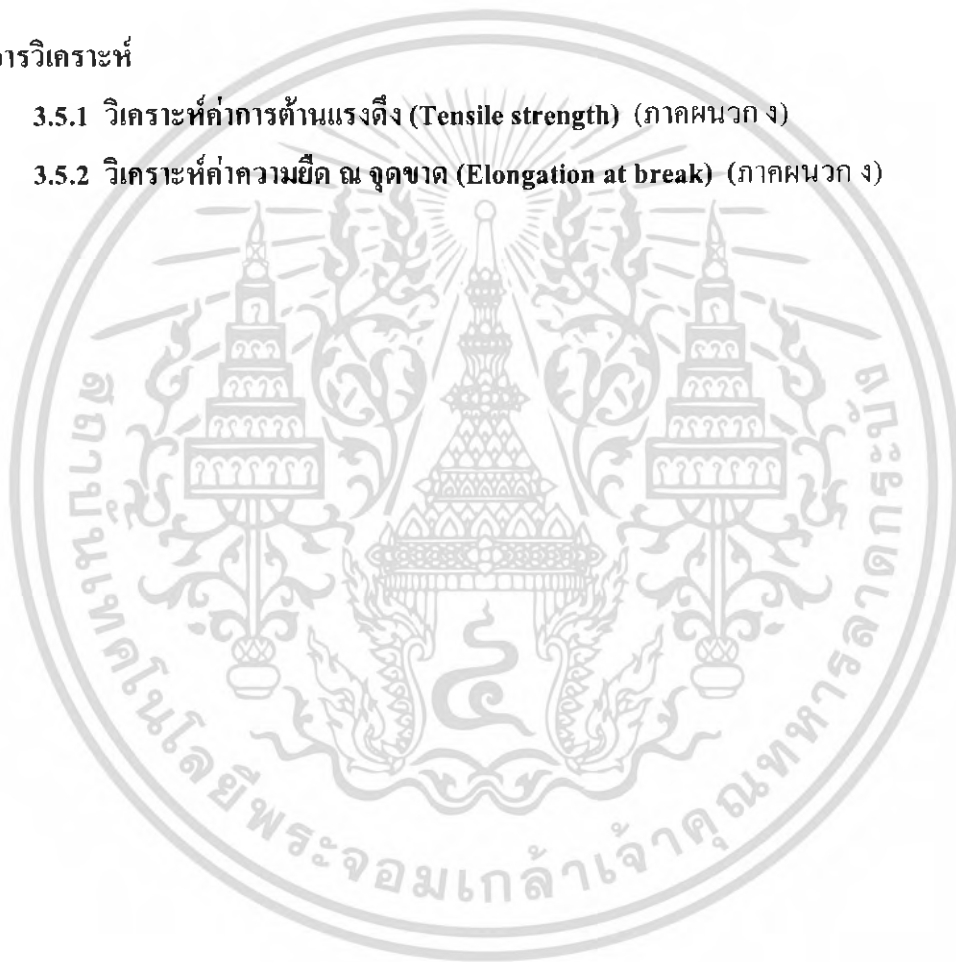 การวิเคราะห์
3.5.1 วิเคราะห์ค่าการต้านแรงดึง (Tensile strength) (ภาคผนวก ง)
3.5.2 วิเคราะห์ค่าความยืด ณ จุดขาด (Elongation at break) (ภาคผนวก ง)
สถาบันเทคโนโลยีพระจอมเกล้าเจ้าคุณทหารลาดกระบัง